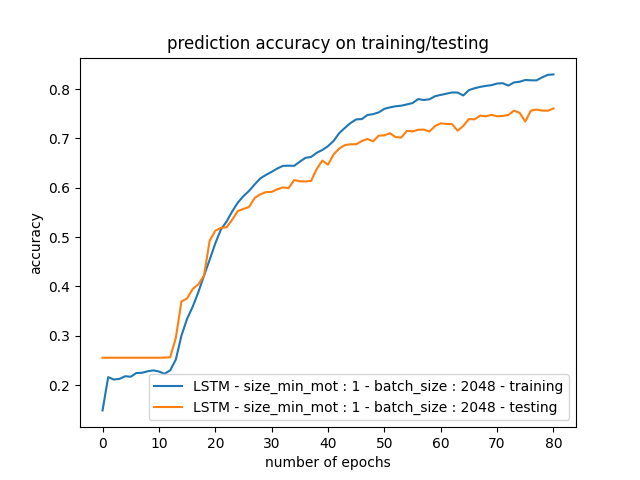 prediction accuracy on training/testing
accuracy
0.8
0.7
0.6
0.5
0.4
0.3
0.2
LSTM - size_min_mot : 1 - batch_size : 2048 - training
LSTM - size_min_mot : 1 - batch_size : 2048 - testing
0 10 20 30 40 50 60 70 80
number of epochs